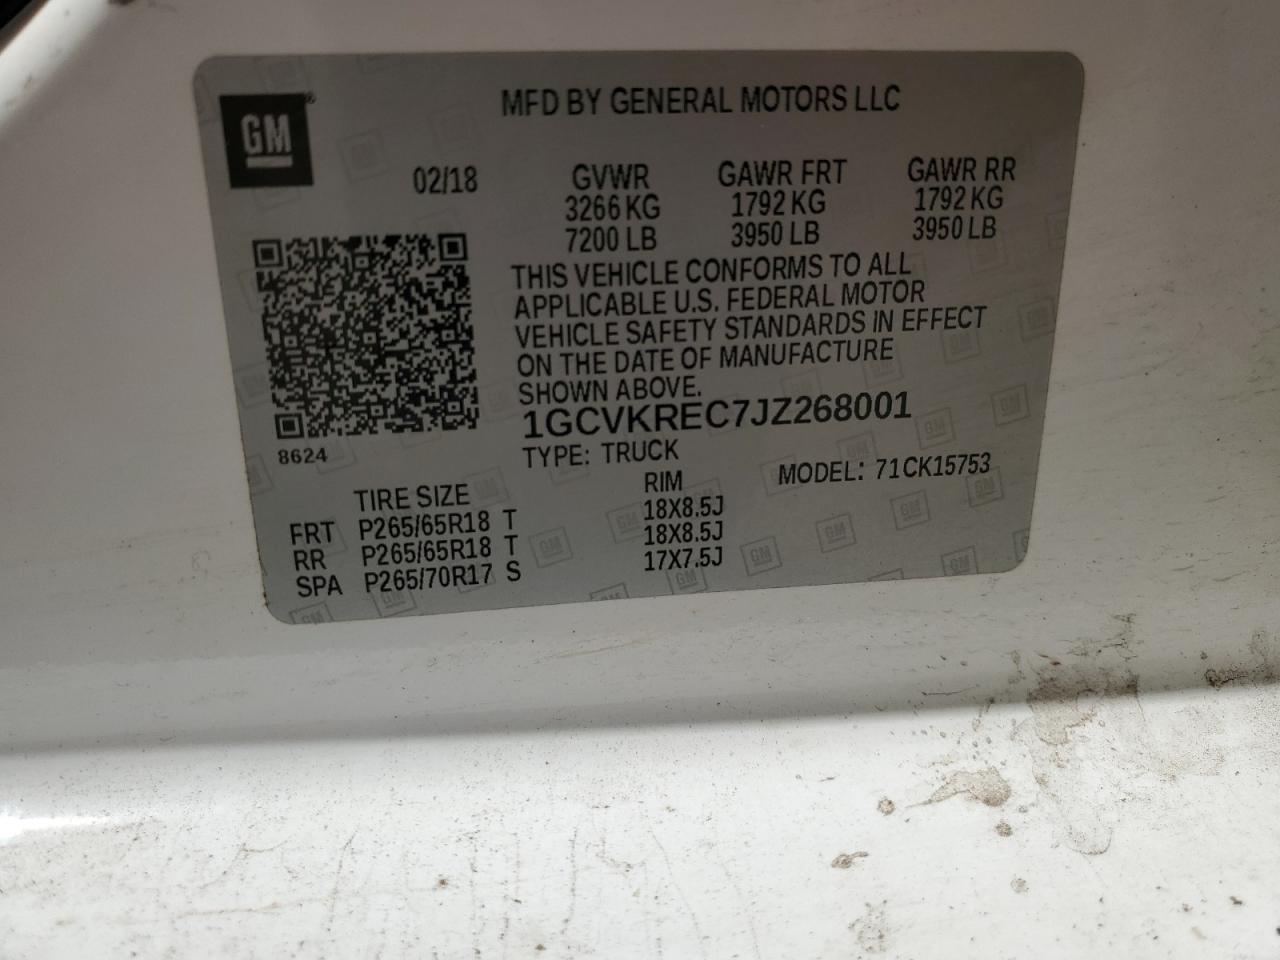 MFD BY GENERAL MOTORS LLC
GM
02/18 GVWR GAWR FRT GAWR RR
3266 KG 1792 KG 1792 KG
7200 LB 3950 LB 3950 LB
THIS VEHICLE CONFORMS TO ALL
APPLICABLE U.S. FEDERAL MOTOR
VEHICLE SAFETY STANDARDS IN EFFECT
ON THE DATE OF MANUFACTURE
SHOWN ABOVE.
1GCVKREC7JZ268001
8624
TYPE: TRUCK
MODEL: 71CK15753
TIRE SIZE RIM
FRT P265/65R18 T 18X8.5J
RR P265/65R18 T 18X8.5J
SPA P265/70R17 S 17X7.5J